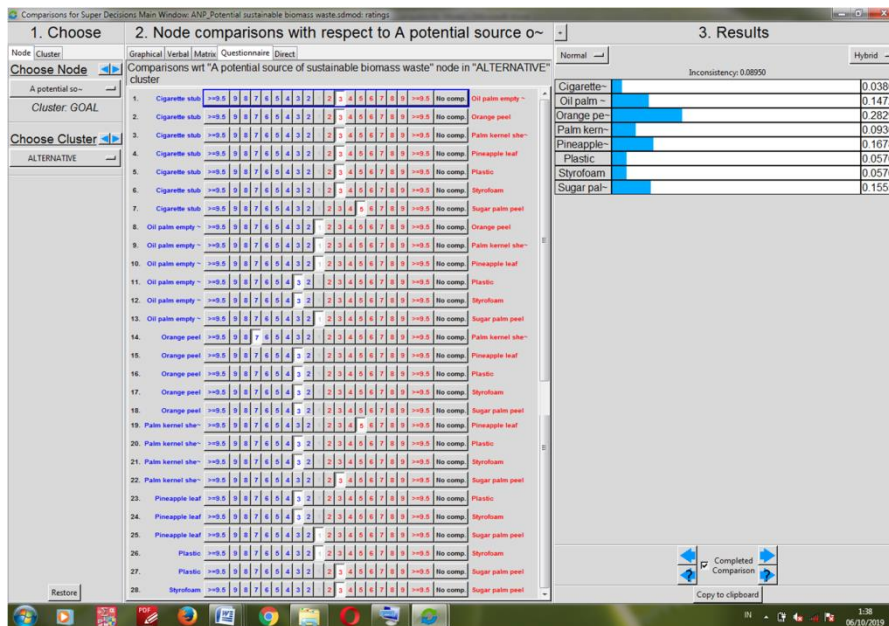 Comparisons for Super Decisions Main Window: ANP_Potential sustainable biomass waste.sdmod: ratings
1. Choose
Node Cluster
Choose Node
A potential so~
Cluster: GOAL
Choose Cluster
ALTERNATIVE
Restore
2. Node comparisons with respect to A potential source o~
Graphical Verbal Matrix Questionnaire Direct
Comparisons wrt "A potential source of sustainable biomass waste" node in "ALTERNATIVE"
cluster
1. Cigarette stub >=9.5 9 8 7 6 5 4 3 2 2 3 4 5 6 7 8 9 >=9.5 No comp. Oil palm empty ~
2. Cigarette stub >=9.5 9 8 7 6 5 4 3 2 2 3 4 5 6 7 8 9 >=9.5 No comp. Orange peel
3. Cigarette stub >=9.5 9 8 7 6 5 4 3 2 2 3 4 5 6 7 8 9 >=9.5 No comp. Palm kernel she~
4. Cigarette stub >=9.5 9 8 7 6 5 4 3 2 2 3 4 5 6 7 8 9 >=9.5 No comp. Pineapple leaf
5. Cigarette stub >=9.5 9 8 7 6 5 4 3 2 2 3 4 5 6 7 8 9 >=9.5 No comp. Plastic
6. Cigarette stub >=9.5 9 8 7 6 5 4 3 2 2 3 4 5 6 7 8 9 >=9.5 No comp. Styrofoam
7. Cigarette stub >=9.5 9 8 7 6 5 4 3 2 2 3 4 5 6 7 8 9 >=9.5 No comp. Sugar palm peel
8. Oil palm empty ~ >=9.5 9 8 7 6 5 4 3 2 2 3 4 5 6 7 8 9 >=9.5 No comp. Orange peel
9. Oil palm empty ~ >=9.5 9 8 7 6 5 4 3 2 2 3 4 5 6 7 8 9 >=9.5 No comp. Palm kernel she~
10. Oil palm empty ~ >=9.5 9 8 7 6 5 4 3 2 2 3 4 5 6 7 8 9 >=9.5 No comp. Pineapple leaf
11. Oil palm empty ~ >=9.5 9 8 7 6 5 4 3 2 2 3 4 5 6 7 8 9 >=9.5 No comp. Plastic
12. Oil palm empty ~ >=9.5 9 8 7 6 5 4 3 2 2 3 4 5 6 7 8 9 >=9.5 No comp. Styrofoam
13. Oil palm empty ~ >=9.5 9 8 7 6 5 4 3 2 2 3 4 5 6 7 8 9 >=9.5 No comp. Sugar palm peel
14. Orange peel >=9.5 9 8 7 6 5 4 3 2 2 3 4 5 6 7 8 9 >=9.5 No comp. Palm kernel she~
15. Orange peel >=9.5 9 8 7 6 5 4 3 2 2 3 4 5 6 7 8 9 >=9.5 No comp. Pineapple leaf
16. Orange peel >=9.5 9 8 7 6 5 4 3 2 2 3 4 5 6 7 8 9 >=9.5 No comp. Plastic
17. Orange peel >=9.5 9 8 7 6 5 4 3 2 2 3 4 5 6 7 8 9 >=9.5 No comp. Styrofoam
18. Orange peel >=9.5 9 8 7 6 5 4 3 2 2 3 4 5 6 7 8 9 >=9.5 No comp. Sugar palm peel
19. Palm kernel she~ >=9.5 9 8 7 6 5 4 3 2 2 3 4 5 6 7 8 9 >=9.5 No comp. Pineapple leaf
20. Palm kernel she~ >=9.5 9 8 7 6 5 4 3 2 2 3 4 5 6 7 8 9 >=9.5 No comp. Plastic
21. Palm kernel she~ >=9.5 9 8 7 6 5 4 3 2 2 3 4 5 6 7 8 9 >=9.5 No comp. Styrofoam
22. Palm kernel she~ >=9.5 9 8 7 6 5 4 3 2 2 3 4 5 6 7 8 9 >=9.5 No comp. Sugar palm peel
23. Pineapple leaf >=9.5 9 8 7 6 5 4 3 2 2 3 4 5 6 7 8 9 >=9.5 No comp. Plastic
24. Pineapple leaf >=9.5 9 8 7 6 5 4 3 2 2 3 4 5 6 7 8 9 >=9.5 No comp. Styrofoam
25. Pineapple leaf >=9.5 9 8 7 6 5 4 3 2 2 3 4 5 6 7 8 9 >=9.5 No comp. Sugar palm peel
26. Plastic >=9.5 9 8 7 6 5 4 3 2 2 3 4 5 6 7 8 9 >=9.5 No comp. Styrofoam
27. Plastic >=9.5 9 8 7 6 5 4 3 2 2 3 4 5 6 7 8 9 >=9.5 No comp. Sugar palm peel
28. Styrofoam >=9.5 9 8 7 6 5 4 3 2 2 3 4 5 6 7 8 9 >=9.5 No comp. Sugar palm peel
3. Results
Normal Hybrid
Inconsistency: 0.08950
Cigarette~ 0.038
Oil palm ~ 0.147
Orange pe~ 0.282
Palm kern~ 0.093
Pineapple~ 0.167
Plastic 0.057
Styrofoam 0.057
Sugar pal~ 0.155
Completed
Comparison
Copy to clipboard
PDF
IN
1:38
06/10/2019